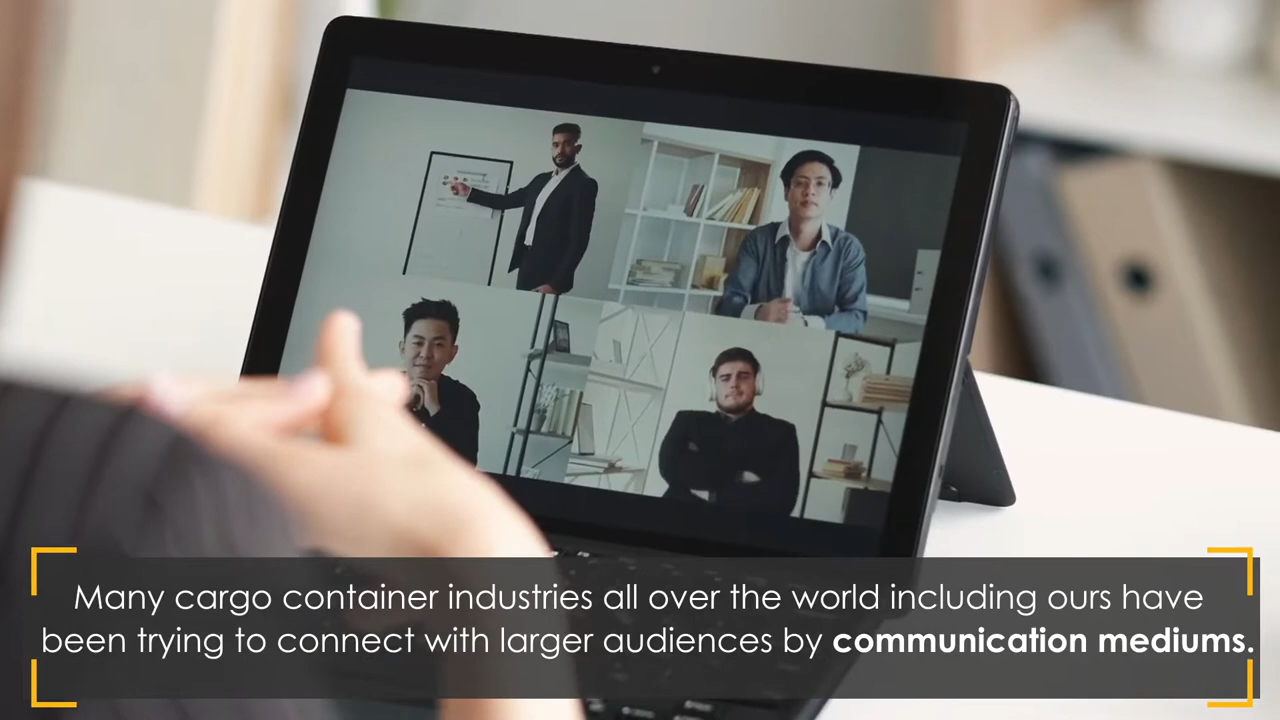 Many cargo container industries all over the world including ours have
been trying to connect with larger audiences by communication mediums.